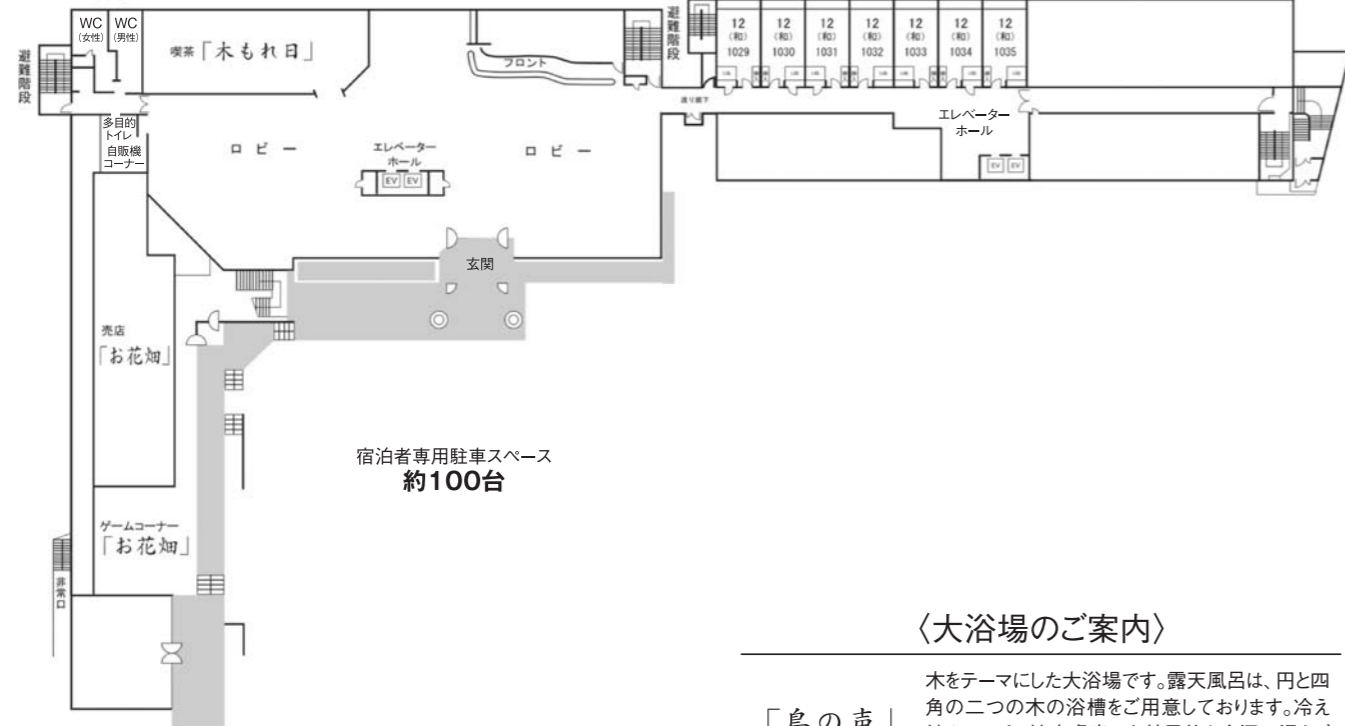 WC
(女性)
WC
(男性)
喫茶「木もれ日」
フロント
避難階段
避難階段
12
(和)
1029
12
(和)
1030
12
(和)
1031
12
(和)
1032
12
(和)
1033
12
(和)
1034
12
(和)
1035
渡り廊下
エレベーター
ホール
EV EV
多目的
トイレ
自販機
コーナー
ロビー
エレベーター
ホール
EV EV
ロビー
玄関
売店
「お花畑」
宿泊者専用駐車スペース
約100台
ゲームコーナー
「お花畑」
非常口
〈大浴場のご案内〉
「鳥の声」
木をテーマにした大浴場です。露天風呂は、円と四
角の二つの木の浴槽をご用意しております。冷え